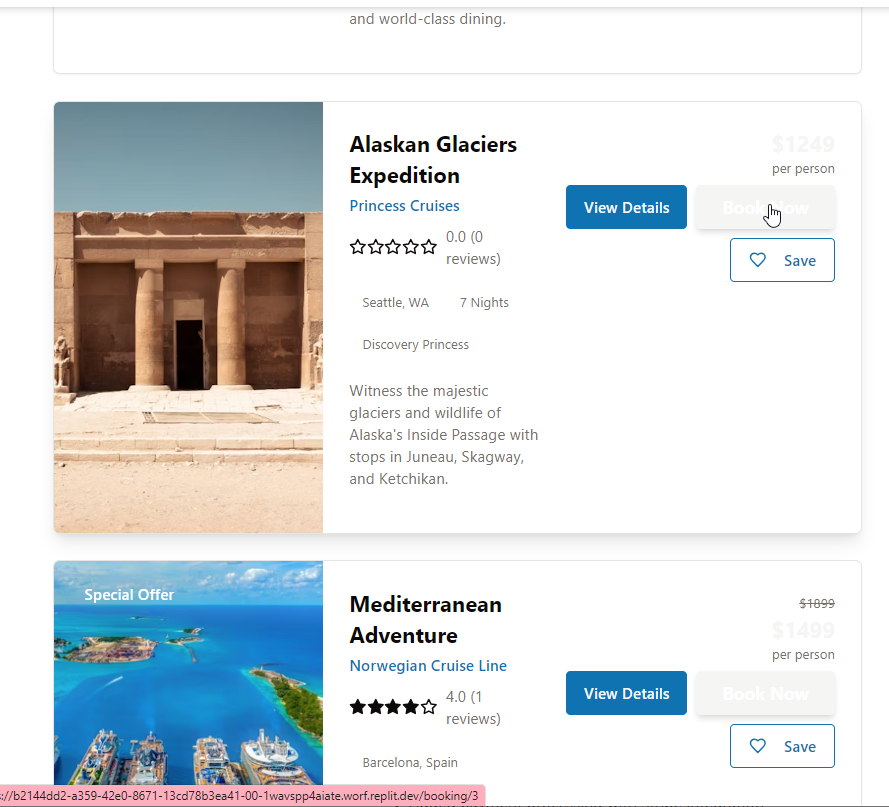 and world-class dining.
Alaskan Glaciers
Expedition
Princess Cruises
0.0 (0
reviews)
Seattle, WA
7 Nights
Discovery Princess
Witness the majestic
glaciers and wildlife of
Alaska's Inside Passage with
stops in Juneau, Skagway,
and Ketchikan.
$1249
per person
View Details
Book Now
Save
Special Offer
Mediterranean
Adventure
Norwegian Cruise Line
4.0 (1
reviews)
Barcelona, Spain
$1899
$1499
per person
View Details
Book Now
Save
s://b2144dd2-a359-42e0-8671-13cd78b3ea41-00-1wavspp4aiate.worf.replit.dev/booking/3